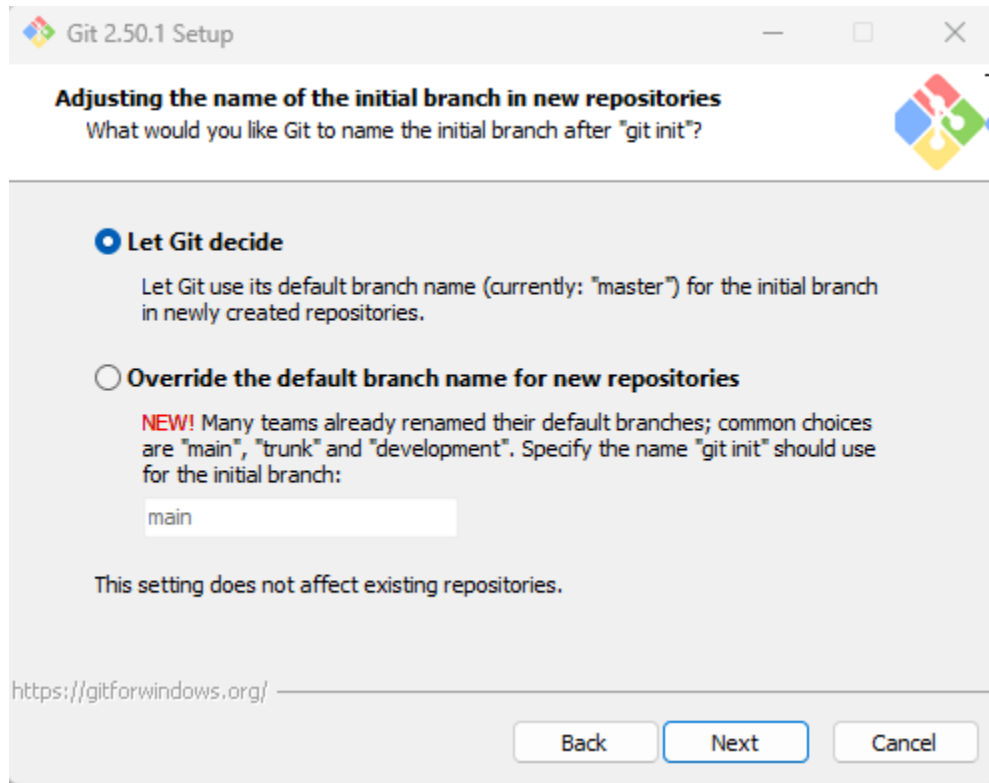 Git 2.50.1 Setup
Adjusting the name of the initial branch in new repositories
What would you like Git to name the initial branch after "git init"?
Let Git decide
Let Git use its default branch name (currently: "master") for the initial branch
in newly created repositories.
Override the default branch name for new repositories
NEW! Many teams already renamed their default branches; common choices
are "main", "trunk" and "development". Specify the name "git init" should use
for the initial branch:
main
This setting does not affect existing repositories.
https://gitforwindows.org/
Back
Next
Cancel